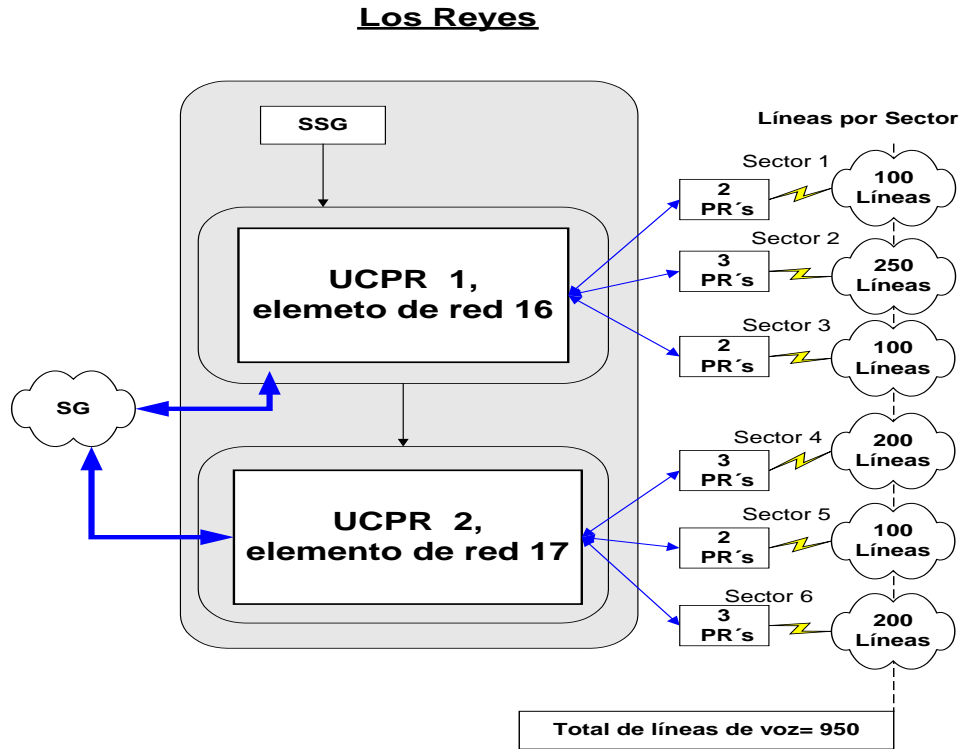 Los Reyes
SSG
Líneas por Sector
Sector 1
2
PR´s
100
Líneas
UCPR  1,
elemeto de red 16
Sector 2
3
PR´s
250
Líneas
Sector 3
2
PR´s
100
Líneas
SG
UCPR  2,
elemento de red 17
Sector 4
3
PR´s
200
Líneas
Sector 5
2
PR´s
100
Líneas
Sector 6
3
PR´s
200
Líneas
Total de líneas de voz= 950